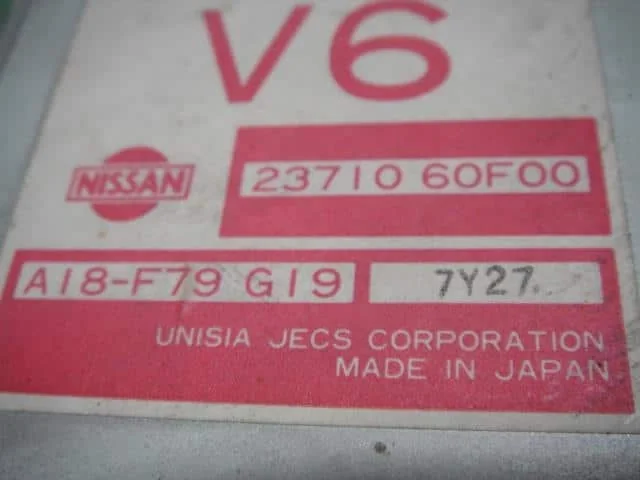 V6
NISSAN
23710 60F00
A18-F79 G19
7Y27
UNISIA JECS CORPORATION
MADE IN JAPAN